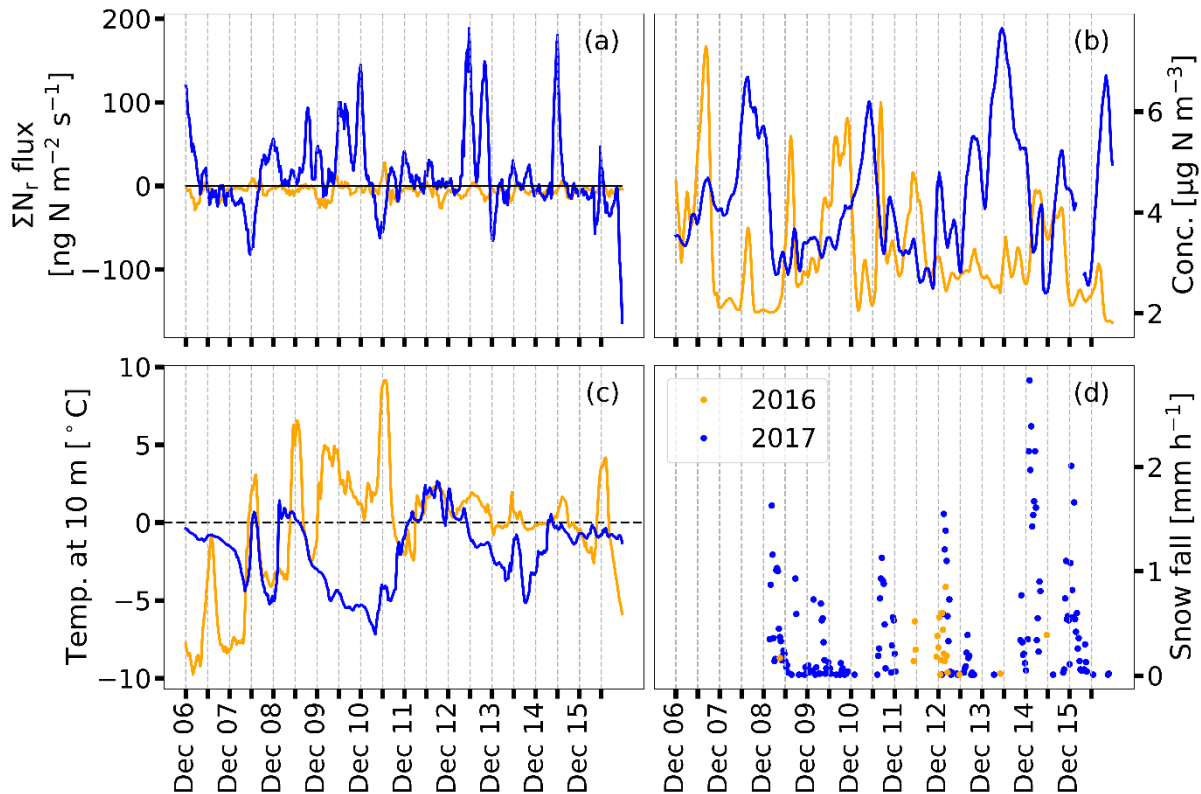 (a)
ΣNᵣ flux
[ng N m⁻² s⁻¹]
200
100
0
−100
(b)
Conc. [µg N m⁻³]
6
4
2
(c)
Temp. at 10 m [°C]
10
5
0
−5
−10
Dec 06
Dec 07
Dec 08
Dec 09
Dec 10
Dec 11
Dec 12
Dec 13
Dec 14
Dec 15
(d)
2016
2017
Snow fall [mm h⁻¹]
2
1
0
Dec 06
Dec 07
Dec 08
Dec 09
Dec 10
Dec 11
Dec 12
Dec 13
Dec 14
Dec 15